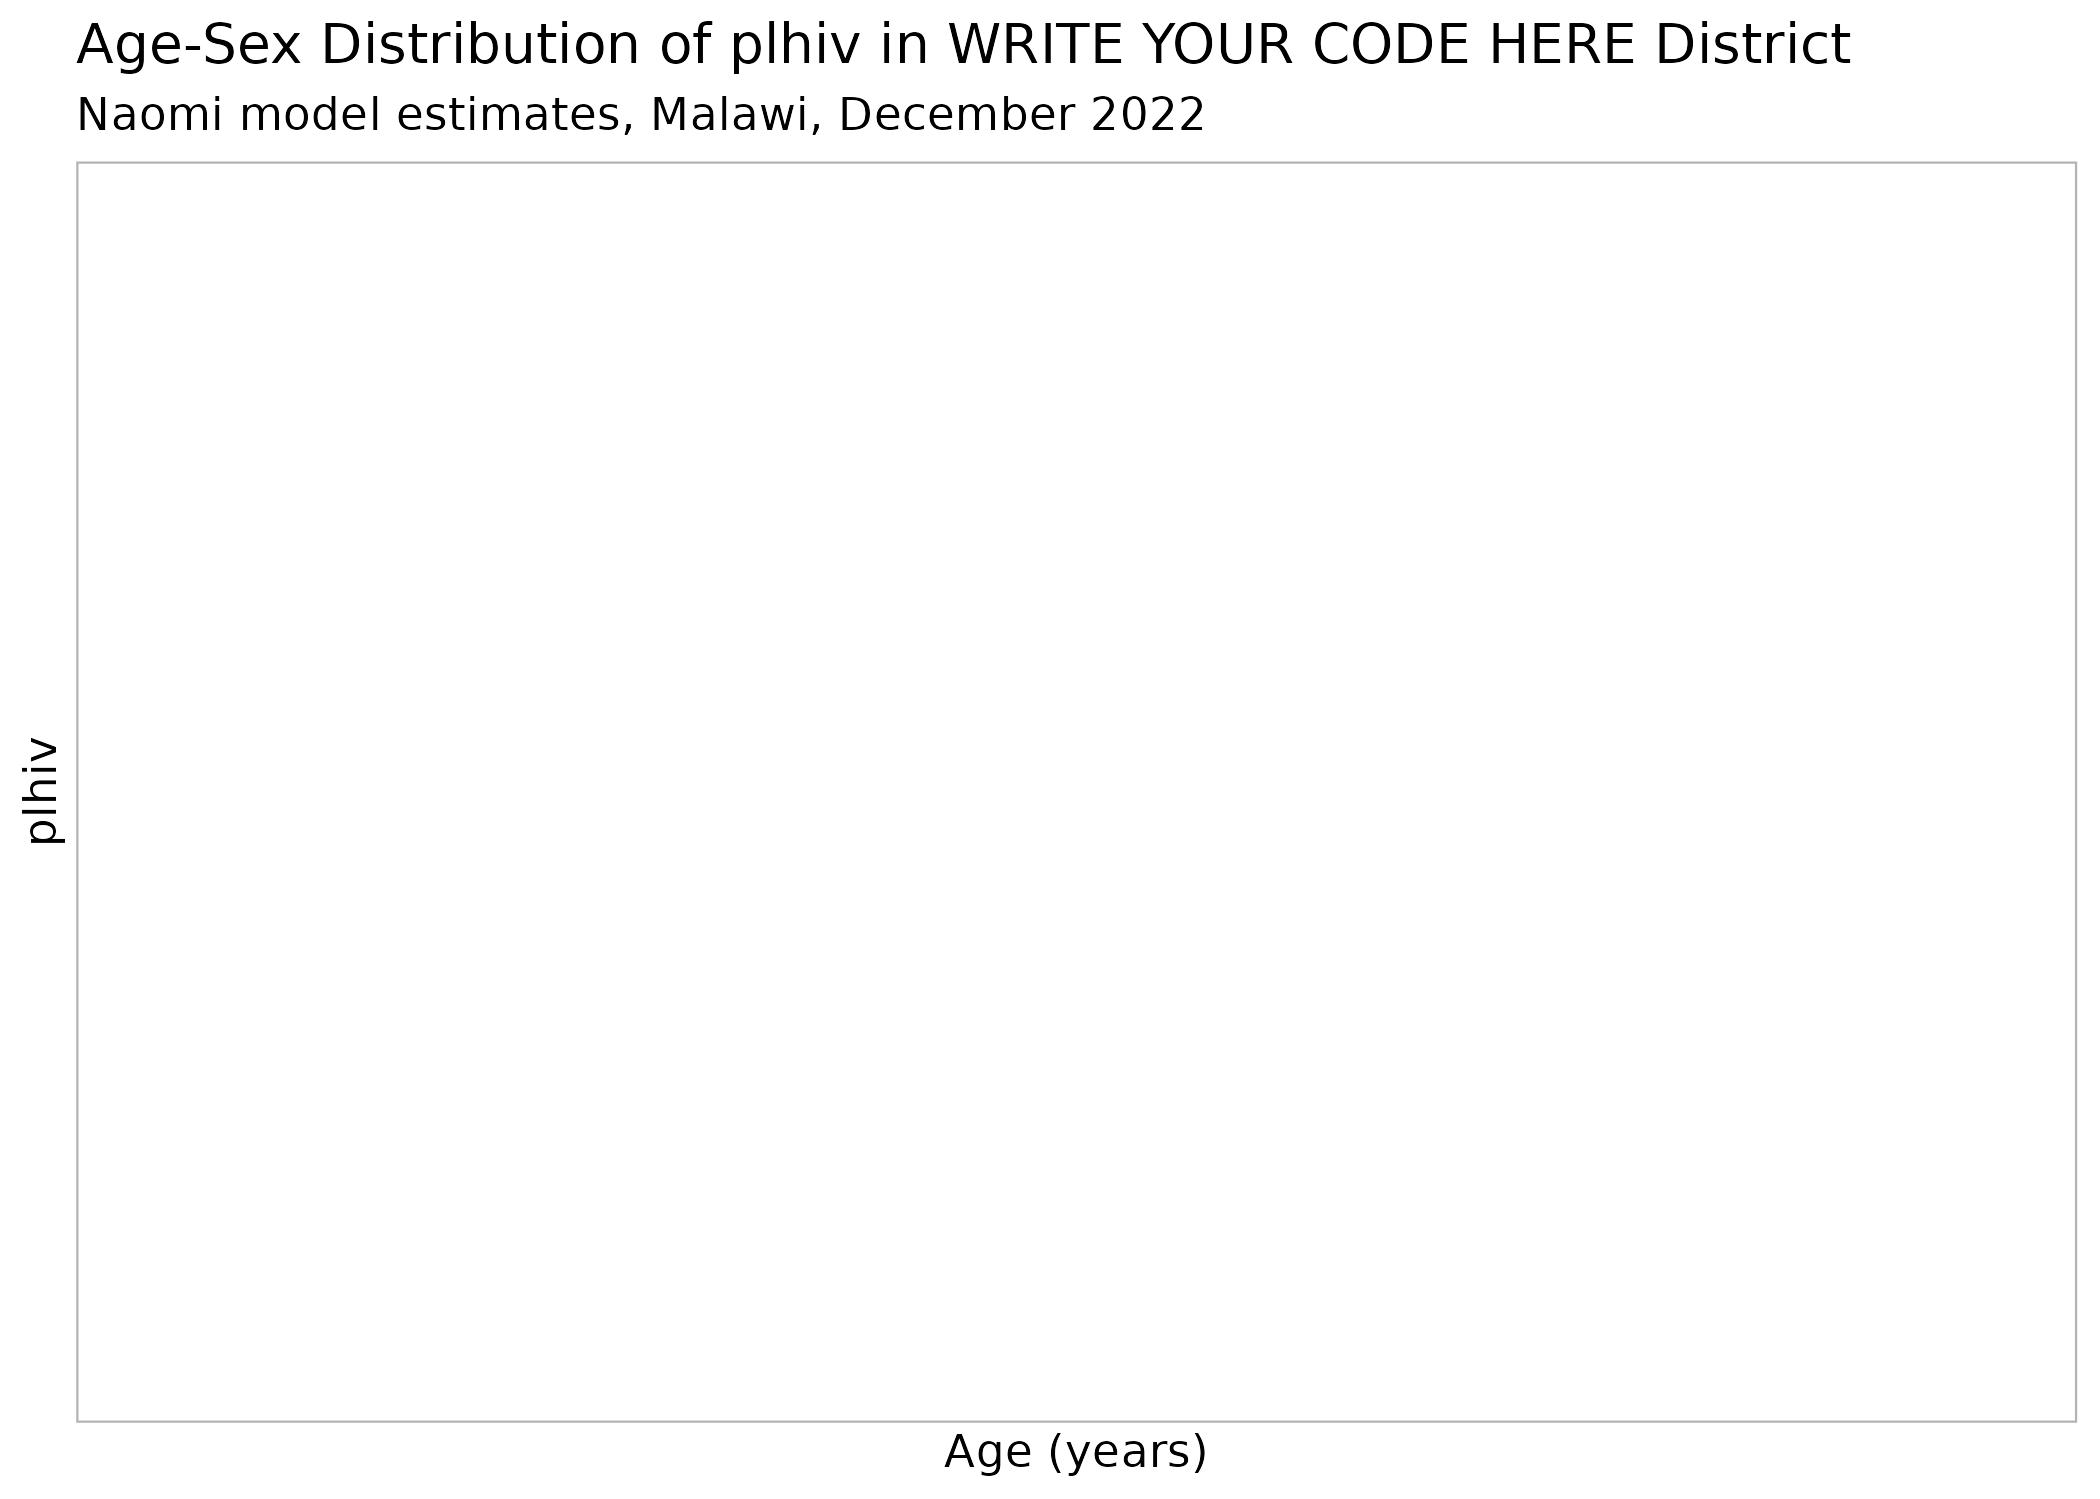 Age-Sex Distribution of plhiv in WRITE YOUR CODE HERE District
Naomi model estimates, Malawi, December 2022
plhiv
Age (years)